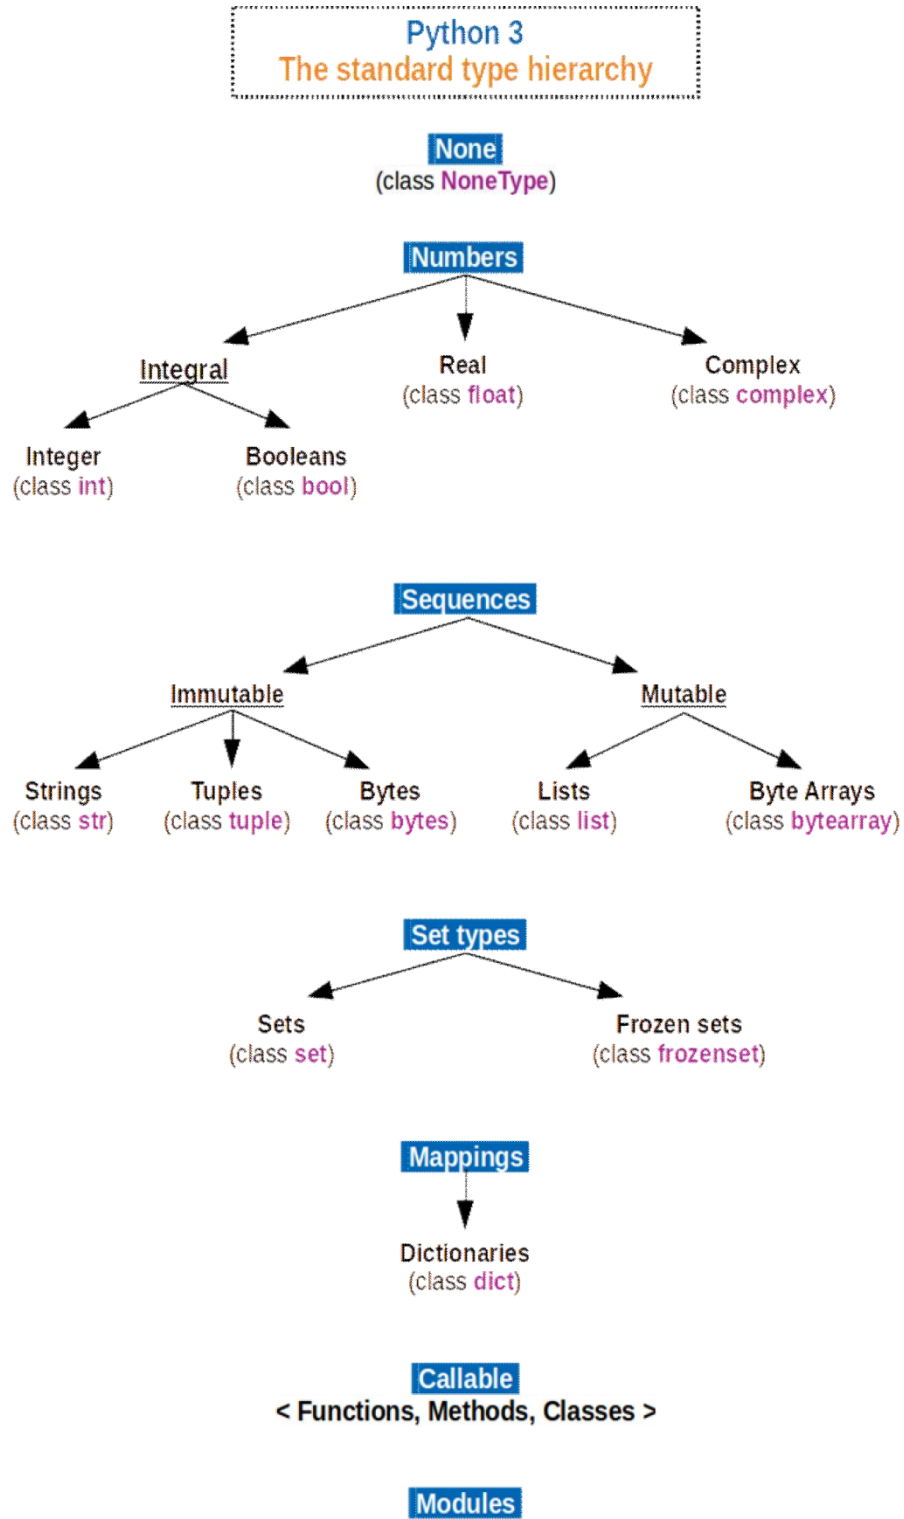 Python 3
The standard type hierarchy
None
(class NoneType)
Numbers
Integral
Real
(class float)
Complex
(class complex)
Integer
(class int)
Booleans
(class bool)
Sequences
Immutable
Mutable
Strings
(class str)
Tuples
(class tuple)
Bytes
(class bytes)
Lists
(class list)
Byte Arrays
(class bytearray)
Set types
Sets
(class set)
Frozen sets
(class frozenset)
Mappings
Dictionaries
(class dict)
Callable
< Functions, Methods, Classes >
Modules